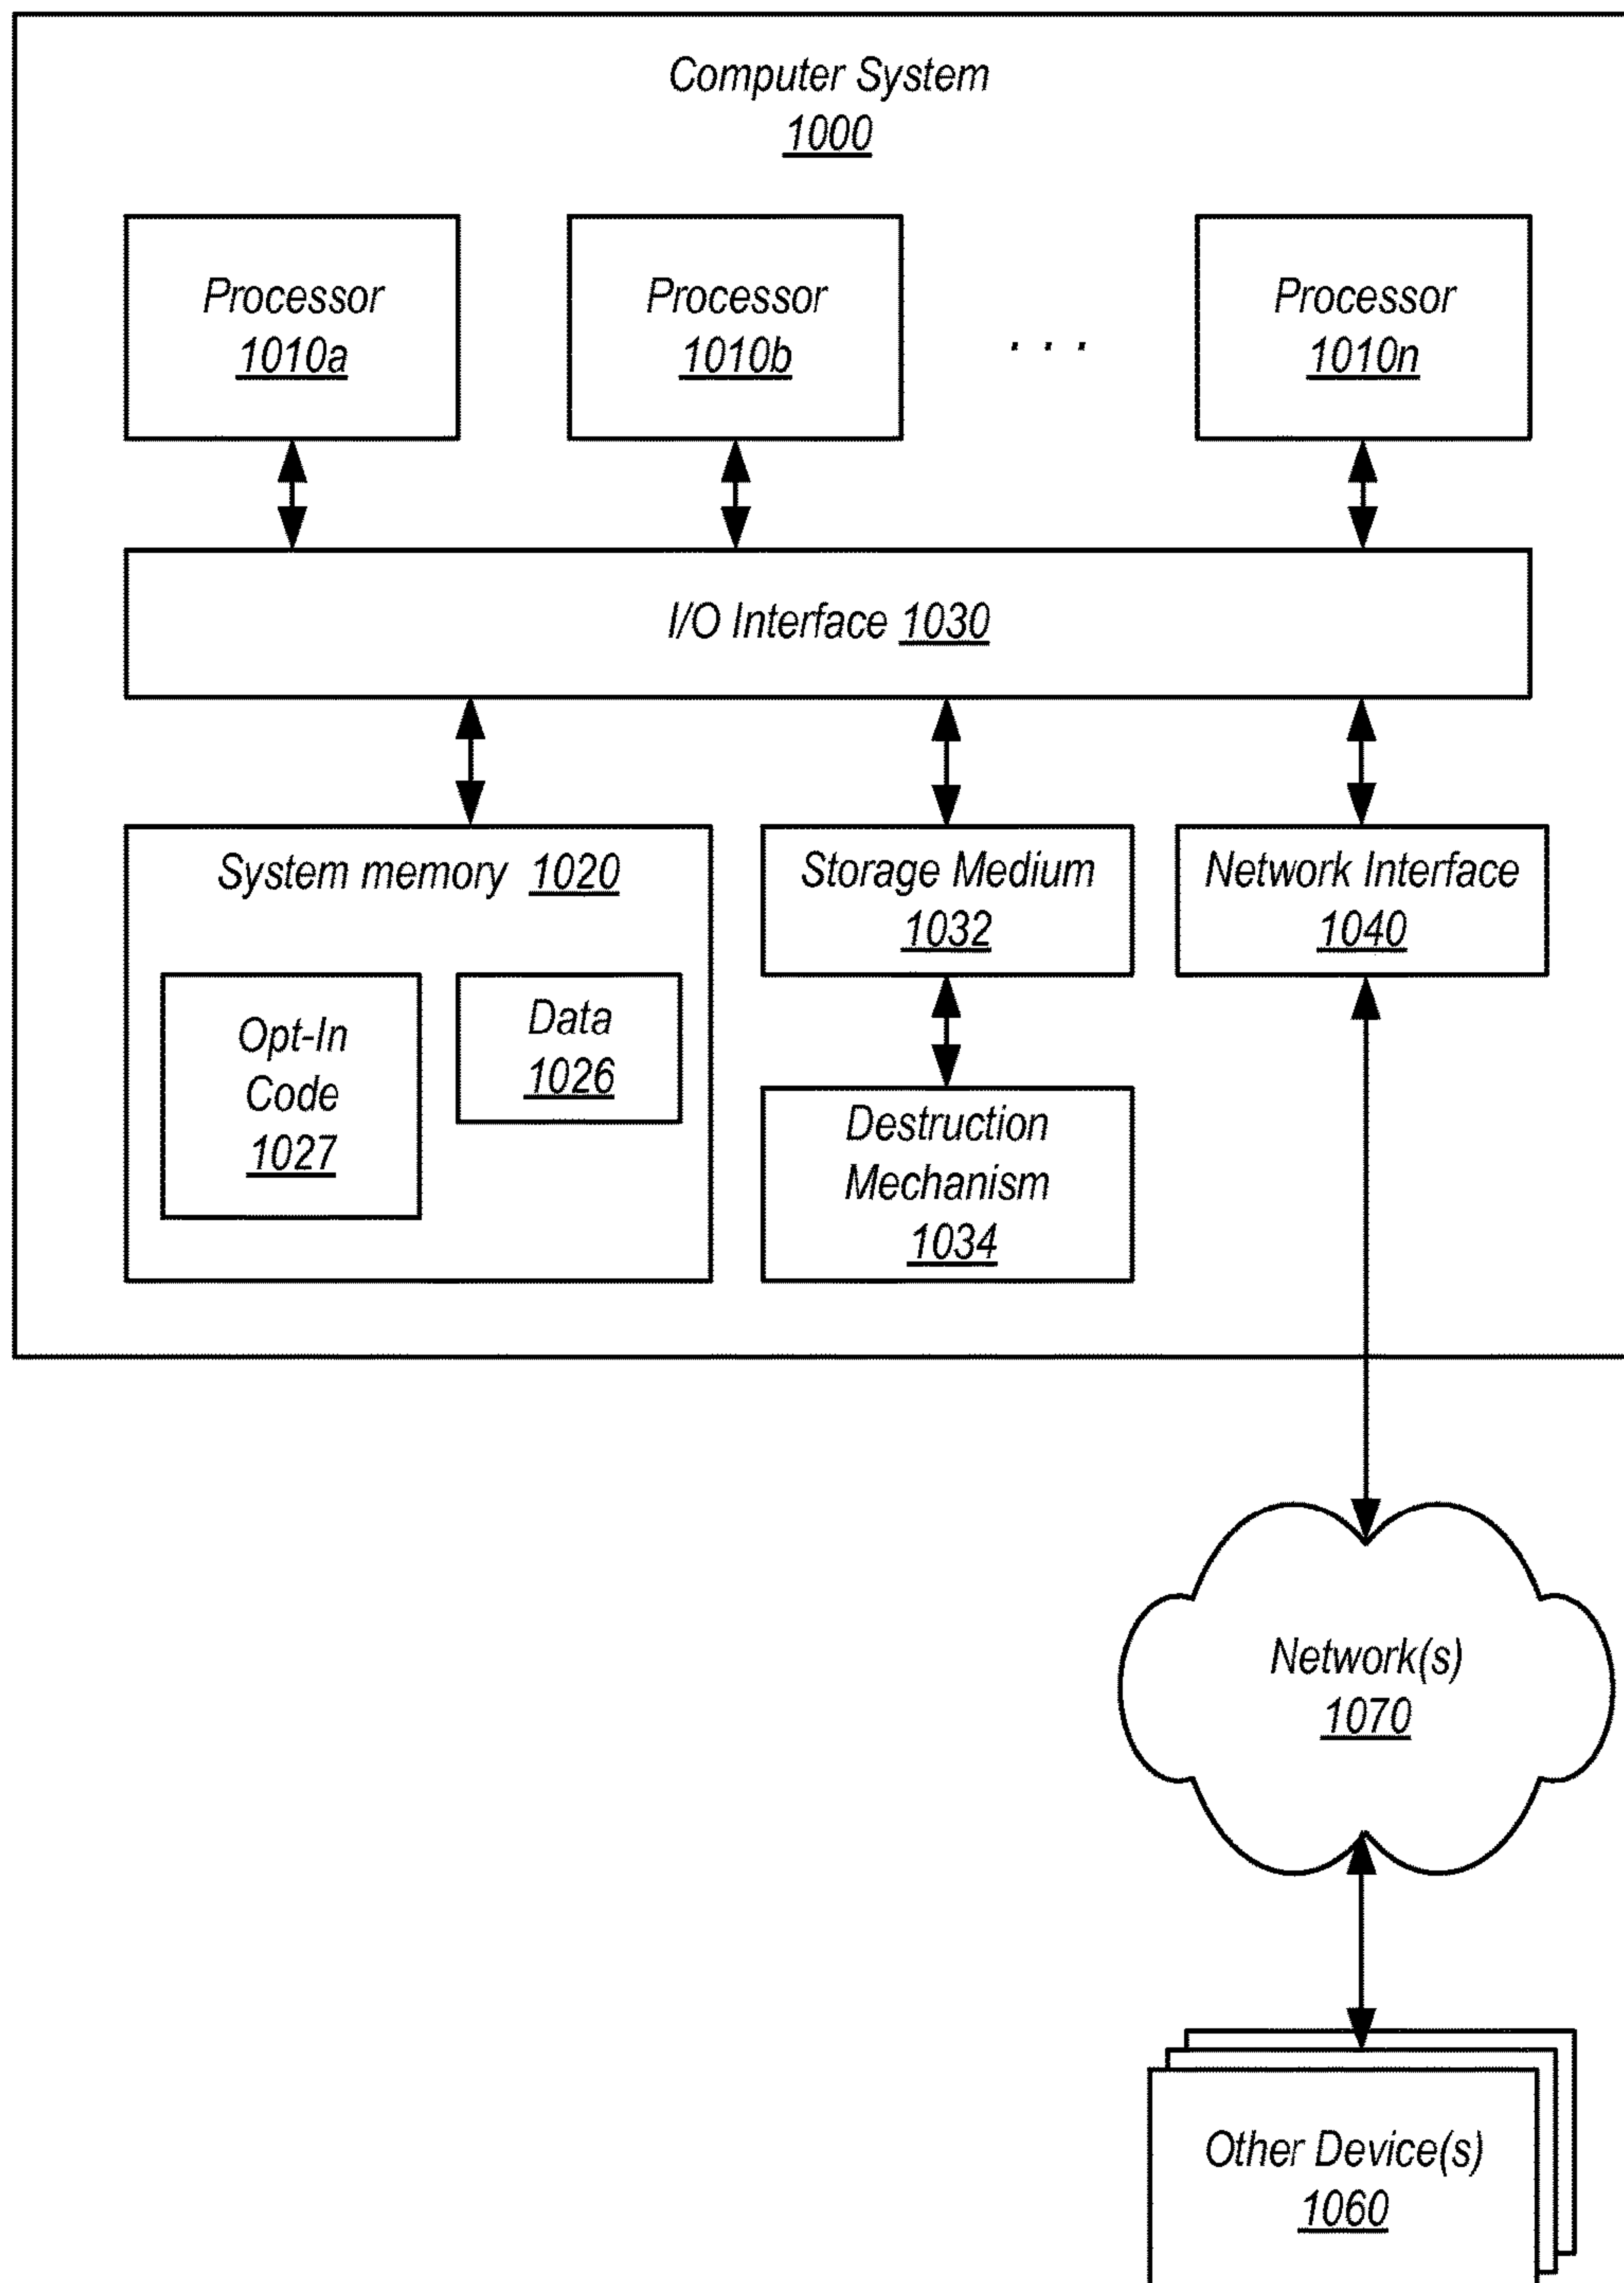 Computer System
1000
Processor
1010a
Processor
1010b
. . .
Processor
1010n
I/O Interface 1030
System memory 1020
Opt-In
Code
1027
Data
1026
Storage Medium
1032
Destruction
Mechanism
1034
Network Interface
1040
Network(s)
1070
Other Device(s)
1060